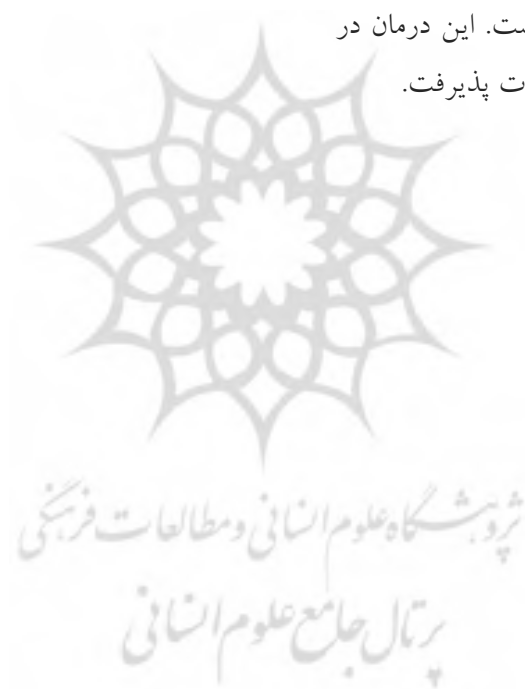 ست. این درمان در
ت پذیرفت.
پژوهشگاه علوم انسانی و مطالعات فرهنگی
پرتال جامع علوم انسانی